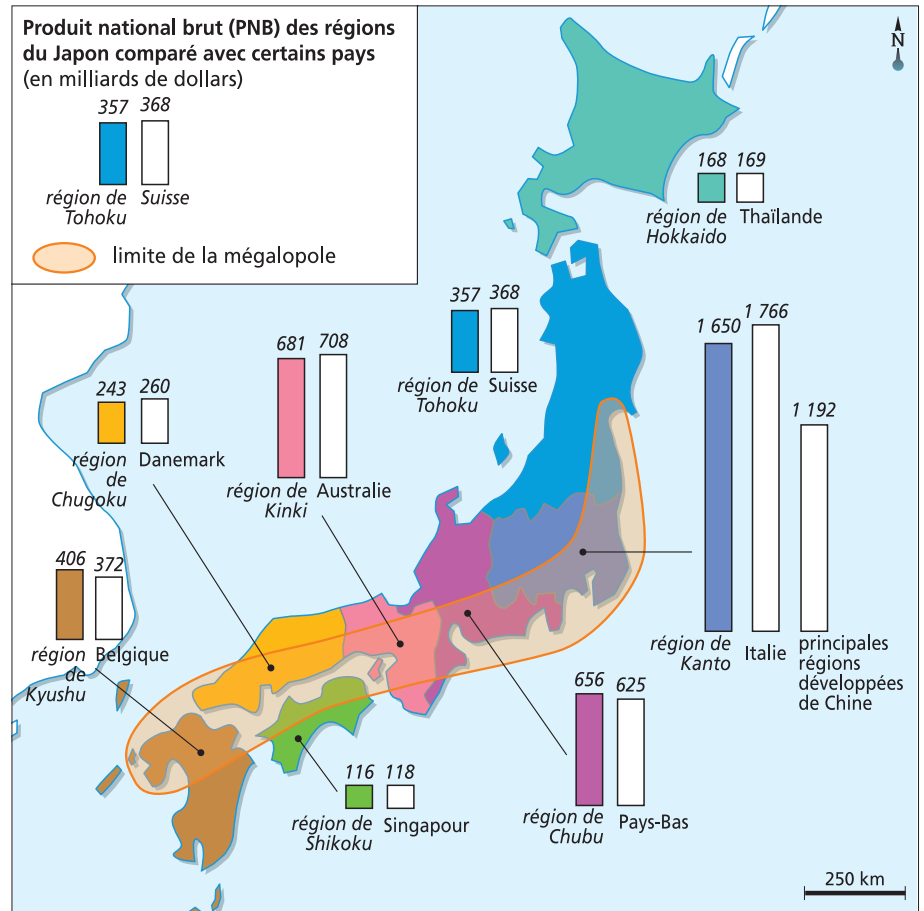 Produit national brut (PNB) des régions
du Japon comparé avec certains pays
(en milliards de dollars)
357 368
région de Tohoku
Suisse
limite de la mégalopole
N
168 169
région de Hokkaido
Thaïlande
357 368
région de Tohoku
Suisse
681 708
région de Kinki
Australie
243 260
région de Chugoku
Danemark
1 650 1 766 1 192
région de Kanto
Italie
principales
régions
développées
de Chine
406 372
région de Kyushu
Belgique
656 625
région de Chubu
Pays-Bas
116 118
région de Shikoku
Singapour
250 km